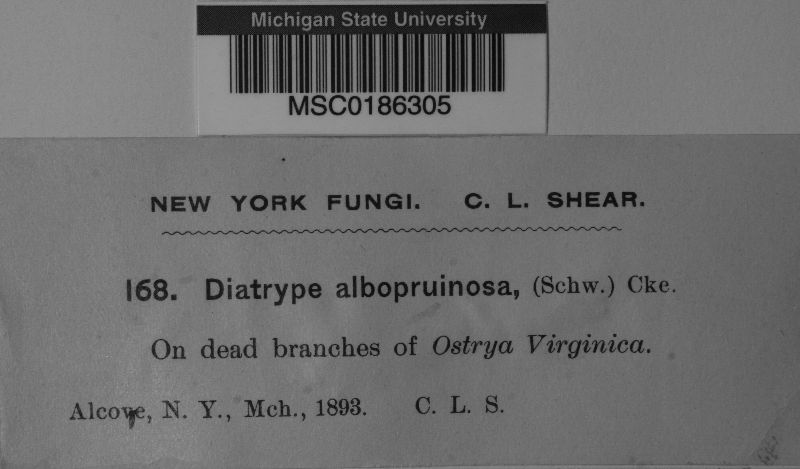 Michigan State University
MSC0186305
NEW YORK FUNGI. C. L. SHEAR.
168. Diatrype albopruinosa, (Schw.) Cke.
On dead branches of Ostrya Virginica.
Alcove, N. Y., Mch., 1893. C. L. S.